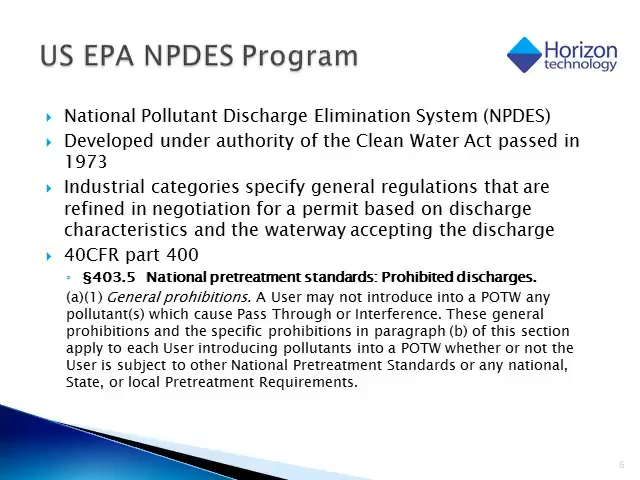 US EPA NPDES Program
Horizon
technology
National Pollutant Discharge Elimination System (NPDES)
Developed under authority of the Clean Water Act passed in
1973
Industrial categories specify general regulations that are
refined in negotiation for a permit based on discharge
characteristics and the waterway accepting the discharge
40CFR part 400
§403.5 National pretreatment standards: Prohibited discharges.
(a)(1) General prohibitions. A User may not introduce into a POTW any
pollutant(s) which cause Pass Through or Interference. These general
prohibitions and the specific prohibitions in paragraph (b) of this section
apply to each User introducing pollutants into a POTW whether or not the
User is subject to other National Pretreatment Standards or any national,
State, or local Pretreatment Requirements.
6